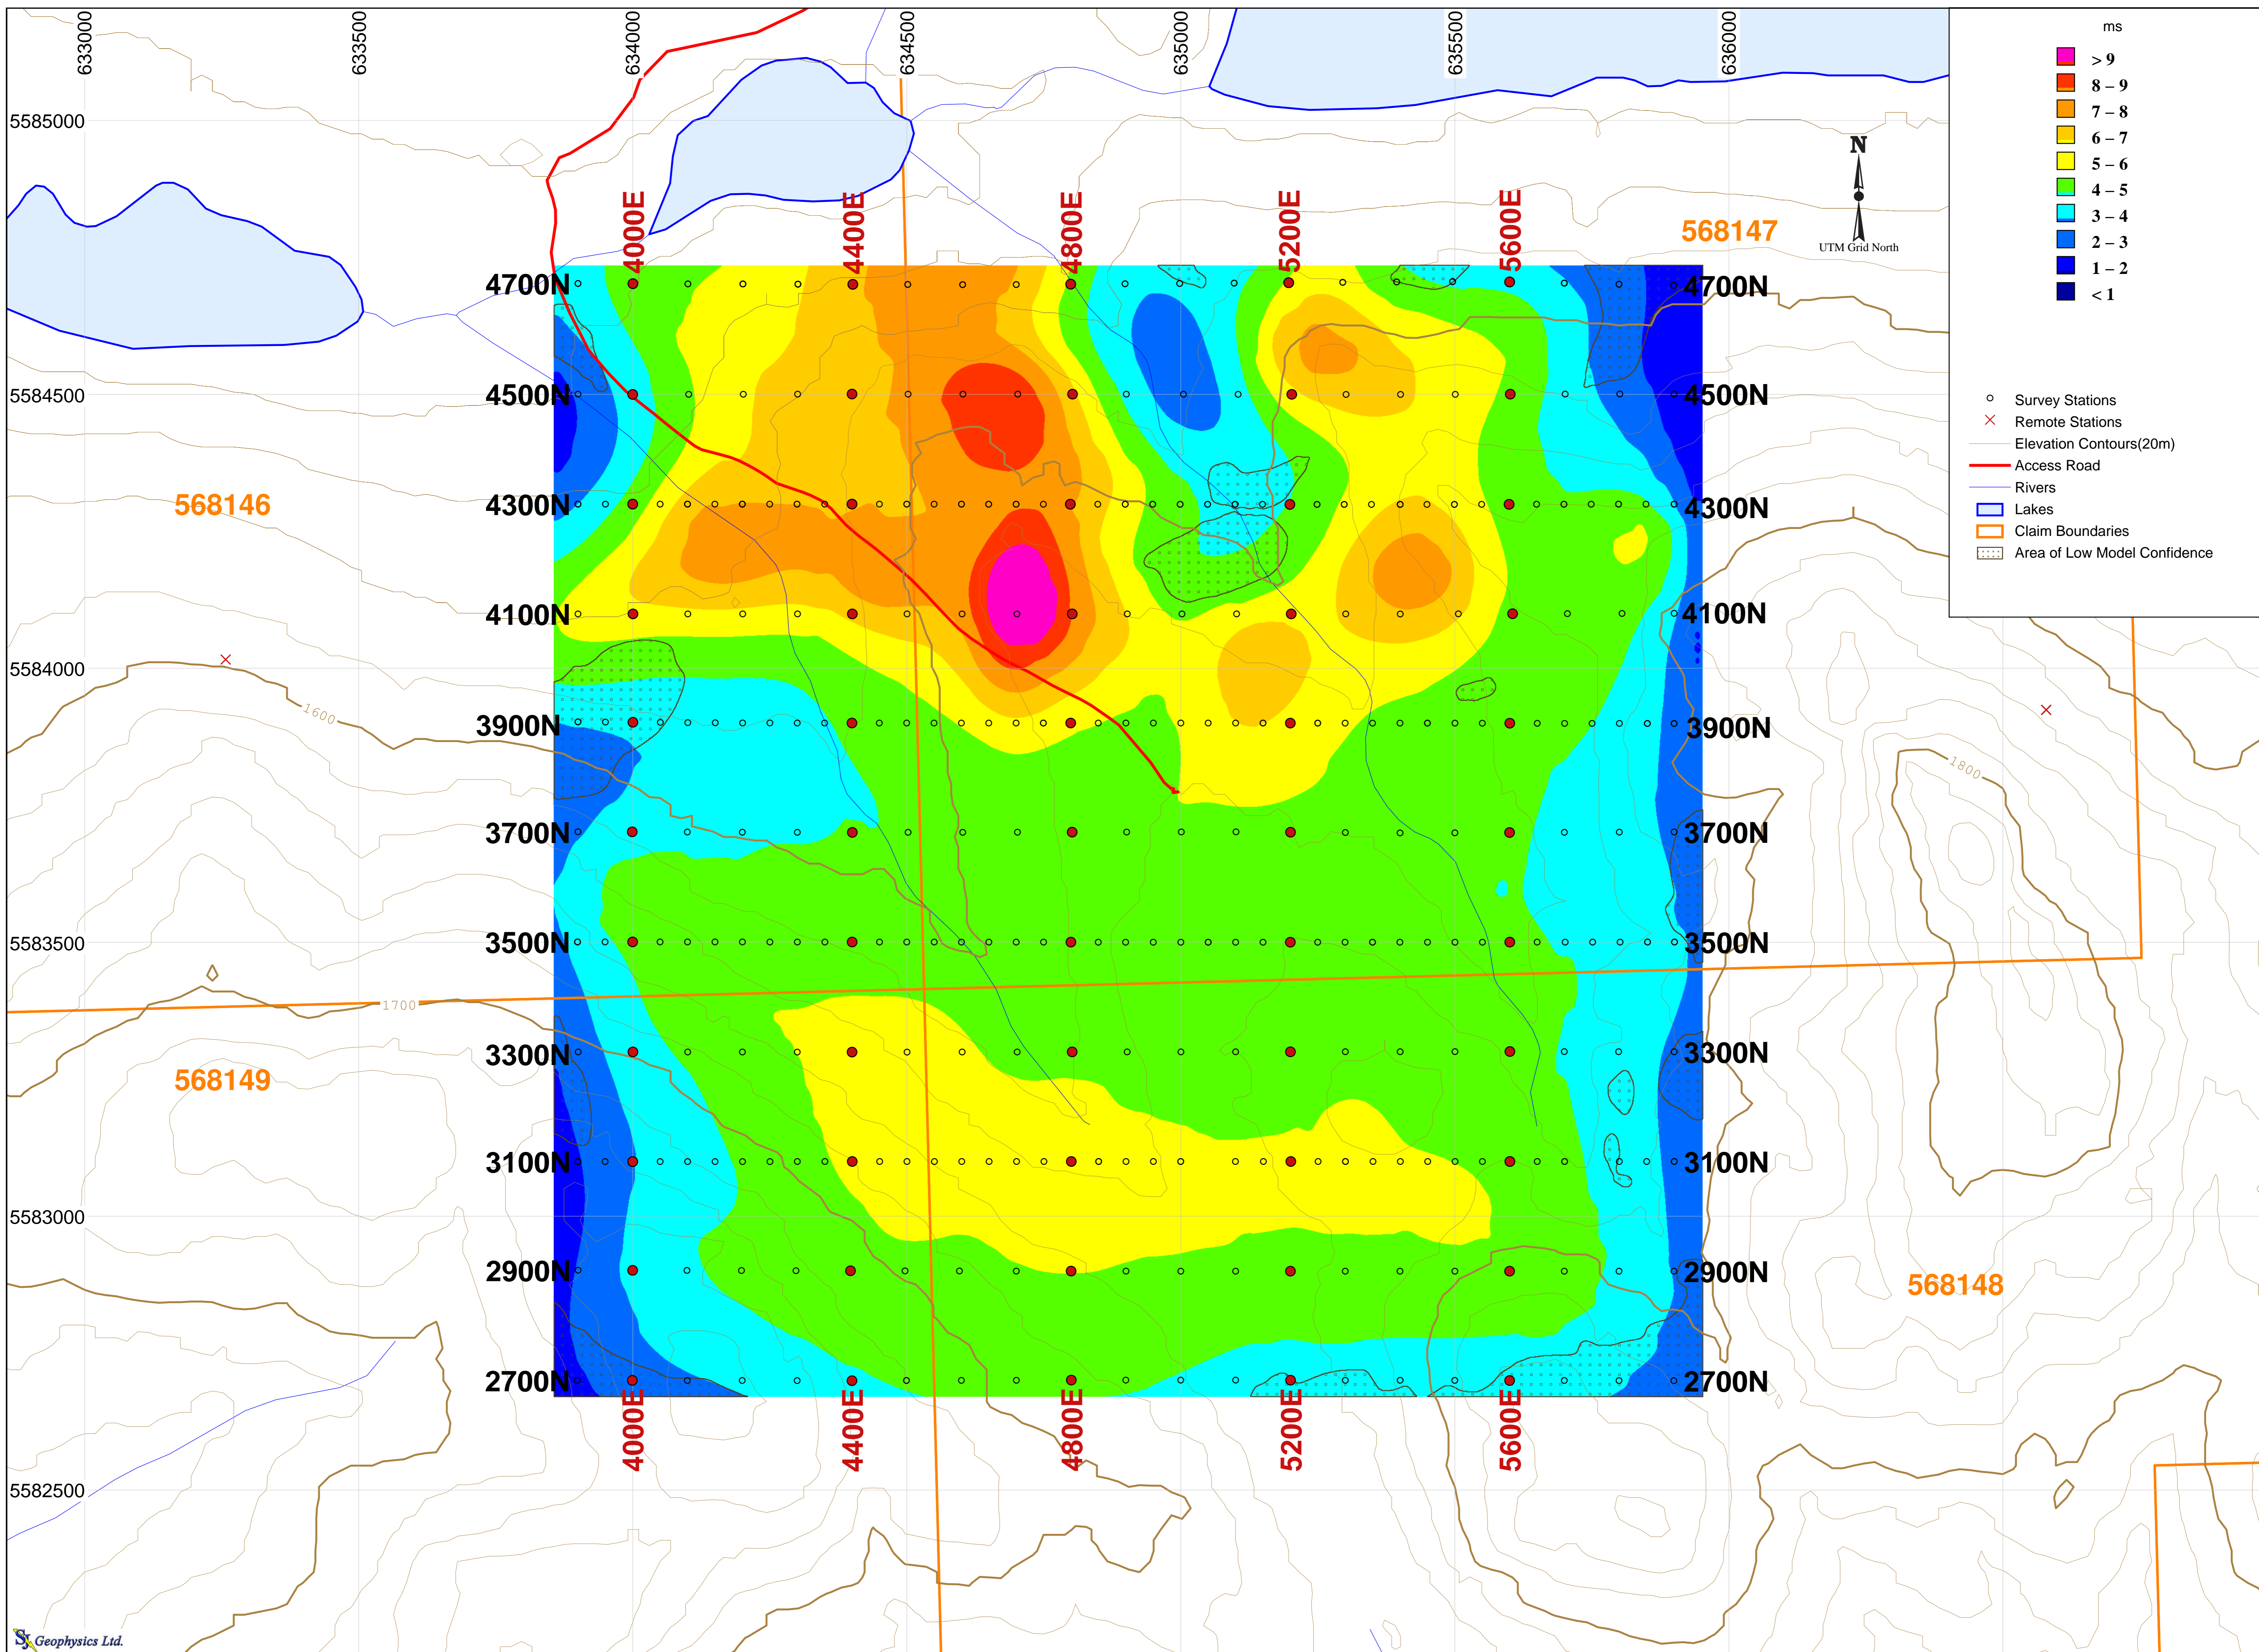 633000
633500
634000
634500
635000
635500
636000
5585000
5584500
5584000
5583500
5583000
5582500
ms
> 9
8 – 9
7 – 8
6 – 7
5 – 6
4 – 5
3 – 4
2 – 3
1 – 2
< 1
N
UTM Grid North
Survey Stations
Remote Stations
Elevation Contours(20m)
Access Road
Rivers
Lakes
Claim Boundaries
Area of Low Model Confidence
568147
568146
568149
568148
4000E
4400E
4800E
5200E
5600E
4700N
4700N
4500N
4500N
4300N
4300N
4100N
4100N
3900N
3900N
3700N
3700N
3500N
3500N
3300N
3300N
3100N
3100N
2900N
2900N
2700N
2700N
4000E
4400E
4800E
5200E
5600E
1600
1700
1800
SJ Geophysics Ltd.